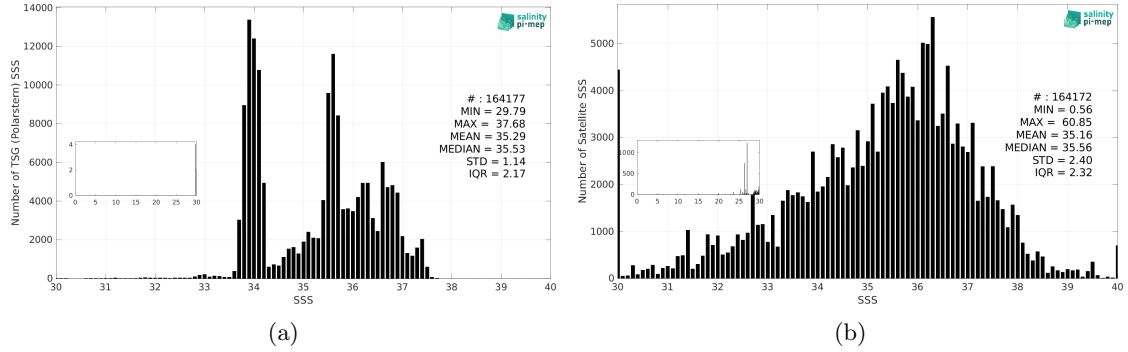 14000
12000
10000
8000
6000
4000
2000
0
Number of TSG (Polarstern) SSS
salinity
pi-mep
# : 164177
MIN = 29.79
MAX = 37.68
MEAN = 35.29
MEDIAN = 35.53
STD = 1.14
IQR = 2.17
4
2
0
0 5 10 15 20 25 30
30 31 32 33 34 35 36 37 38 39 40
SSS
(a)
5000
4000
3000
2000
1000
0
Number of Satellite SSS
salinity
pi-mep
# : 164172
MIN = 0.56
MAX = 60.85
MEAN = 35.16
MEDIAN = 35.56
STD = 2.40
IQR = 2.32
1000
500
0
0 5 10 15 20 25 30
30 31 32 33 34 35 36 37 38 39 40
SSS
(b)